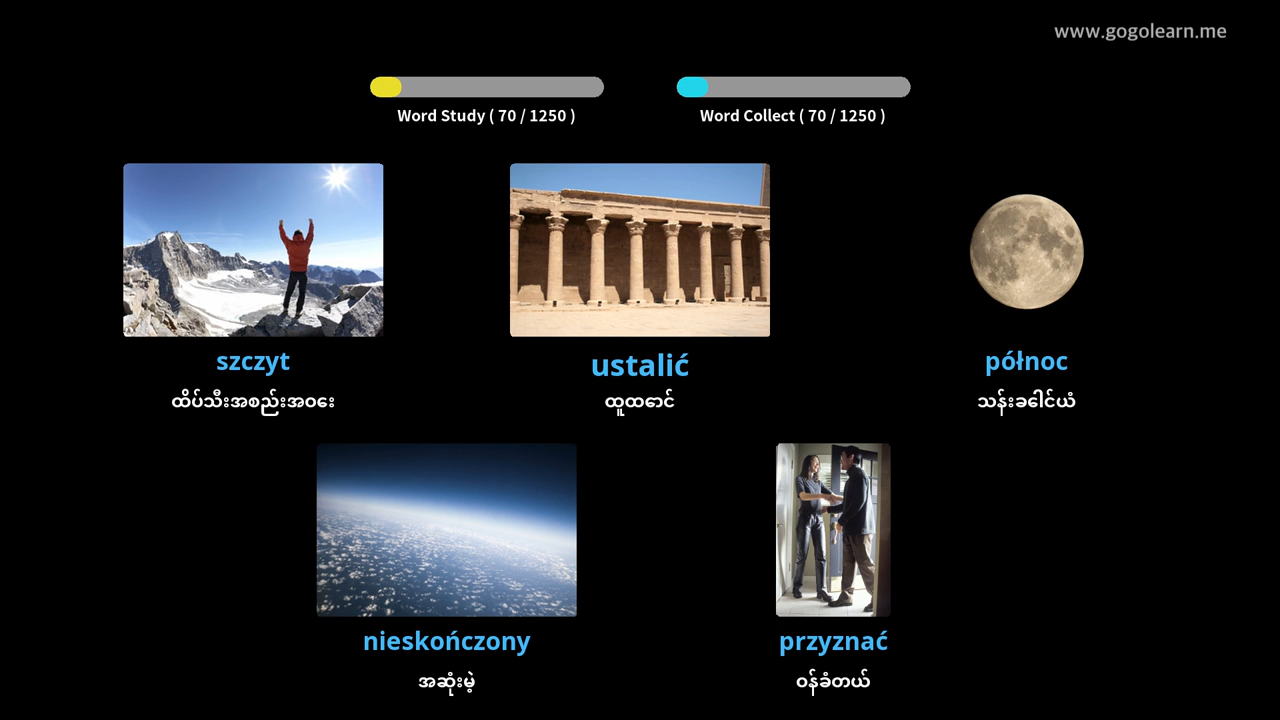 www.gogolearn.me
Word Study ( 70 / 1250 )
Word Collect ( 70 / 1250 )
szczyt
ထိပ်သီးအစည်းအဝေး
ustalić
ထူထောင်
północ
သန်းခေါင်ယံ
nieskończony
အဆုံးမဲ့
przyznać
ဝန်ခံတယ်